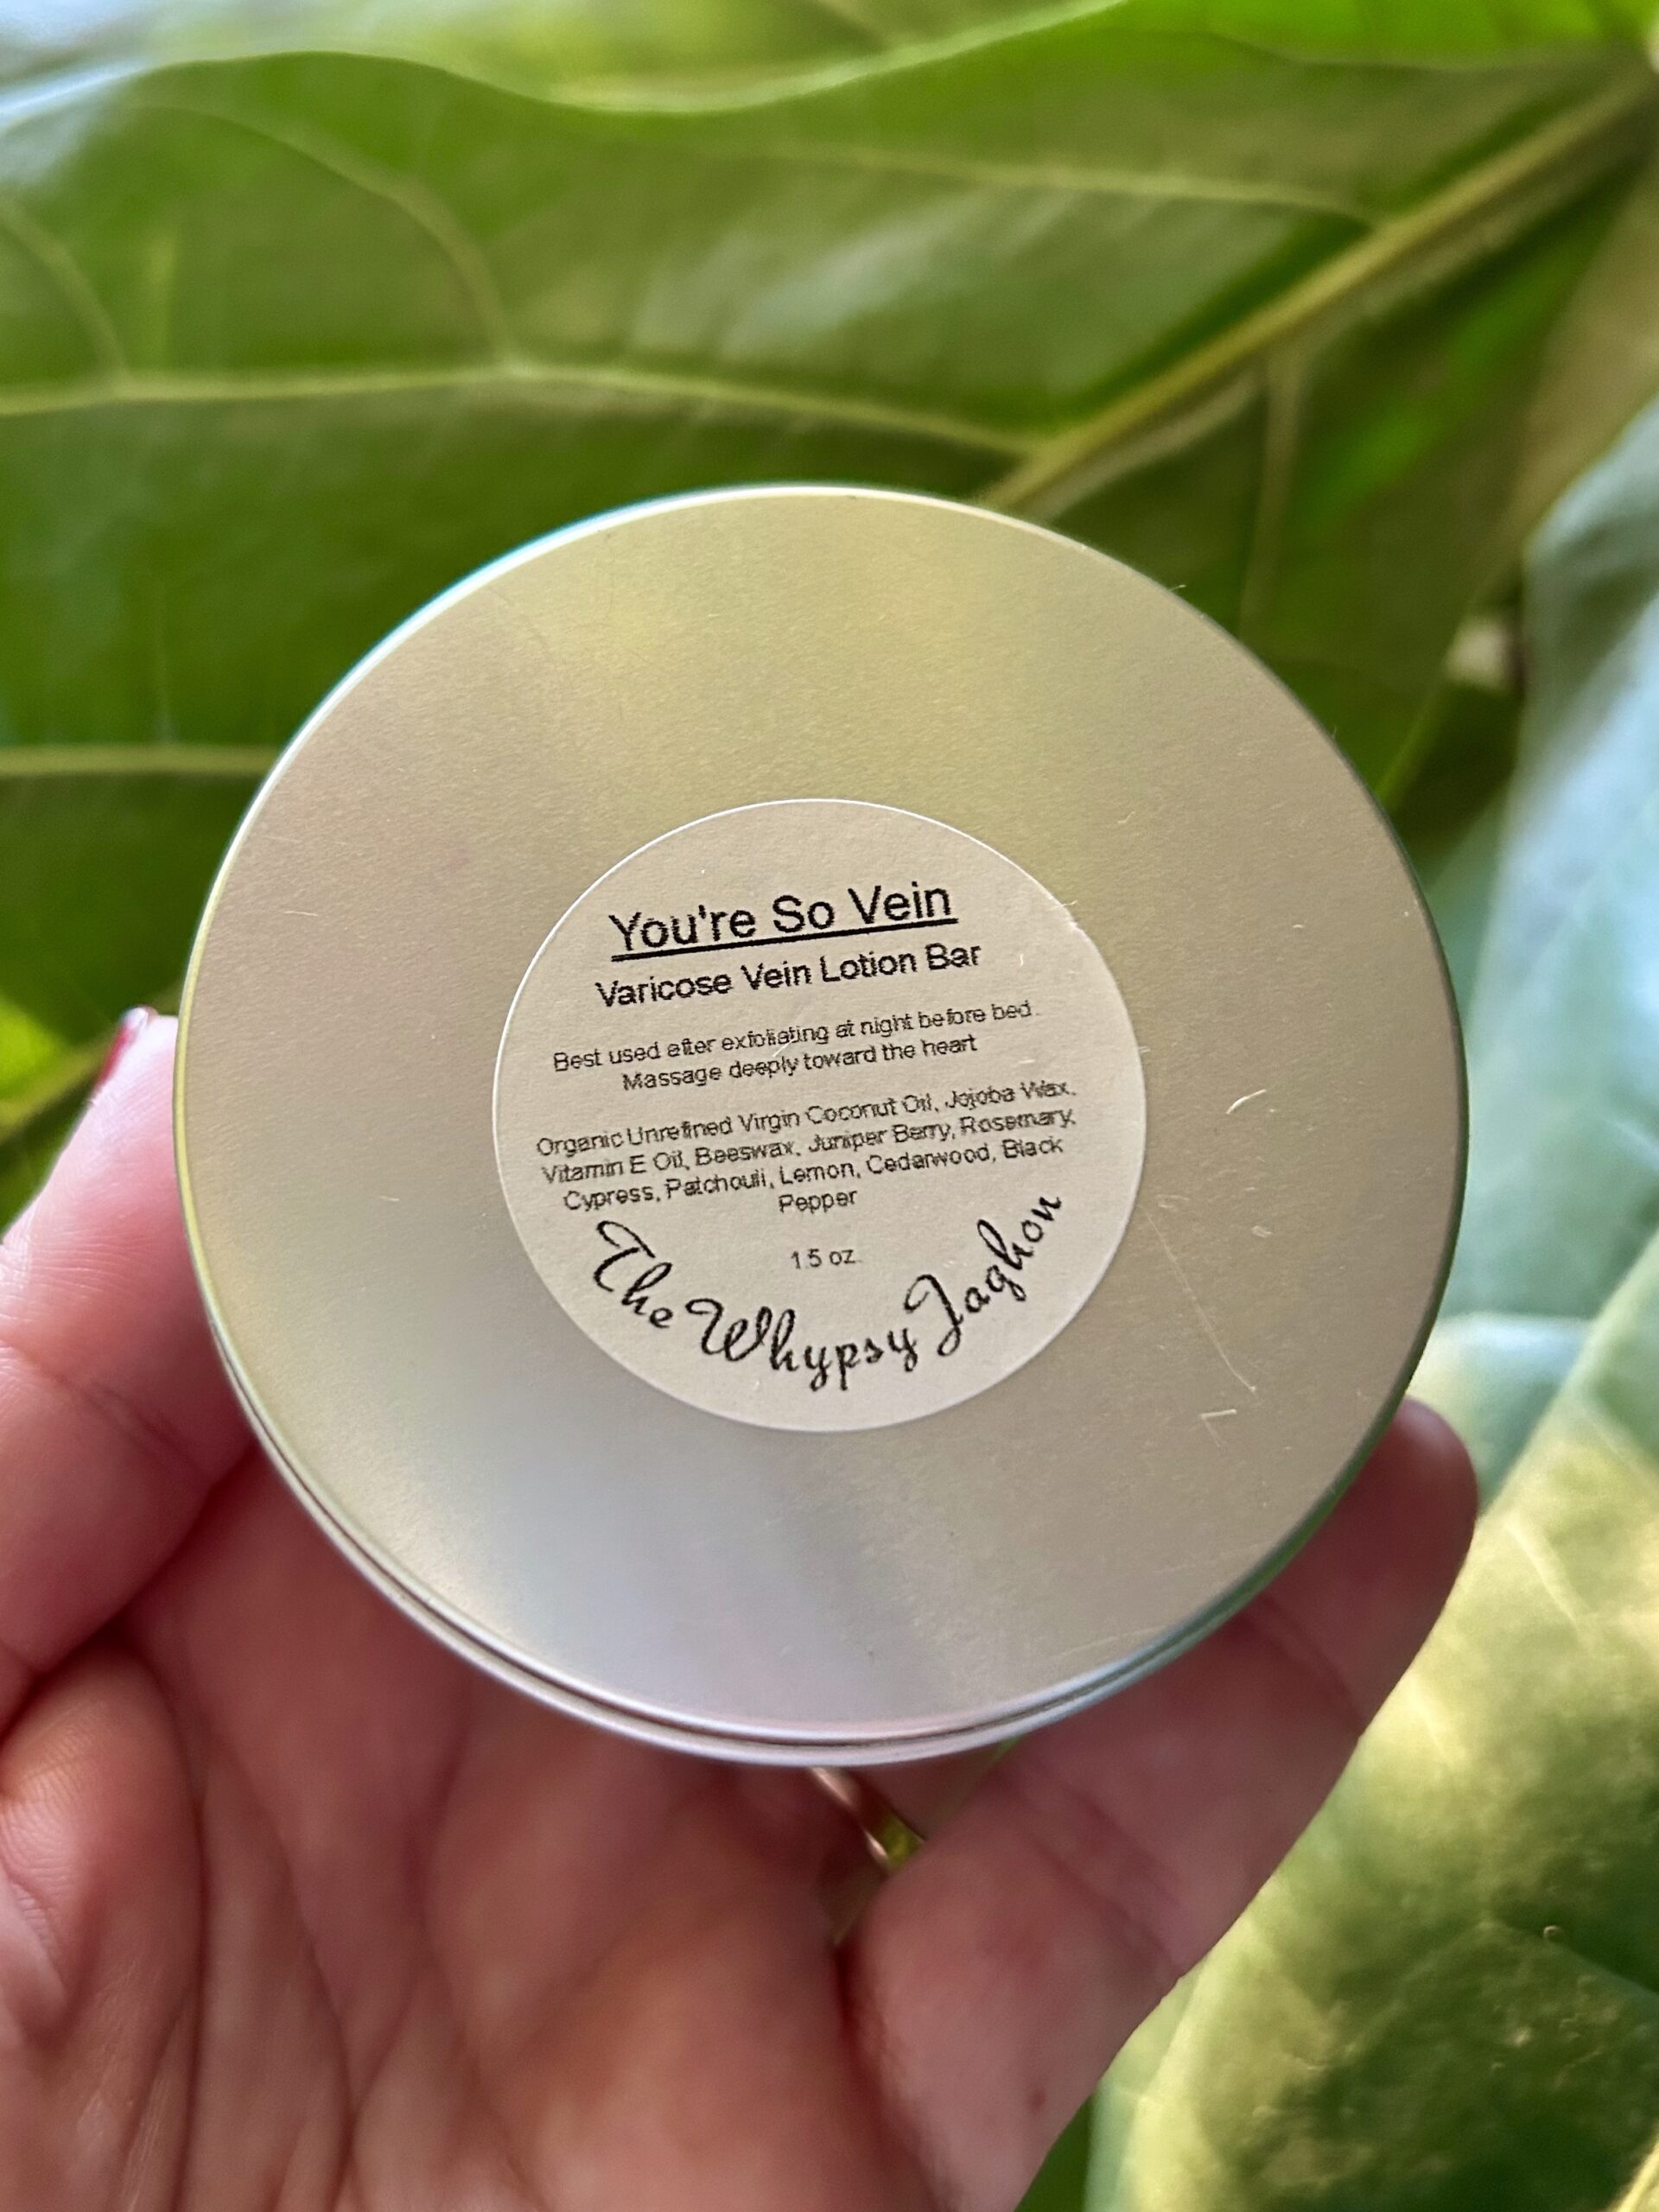 You're So Vein
Varicose Vein Lotion Bar
Best used after exfoliating at night before bed.
Massage deeply toward the heart
Organic Unrefined Virgin Coconut Oil, Jojoba Wax,
Vitamin E Oil, Beeswax, Juniper Berry, Rosemary,
Cypress, Patchouli, Lemon, Cedarwood, Black
Pepper
1.5 oz.
The Whypsy Jaghon